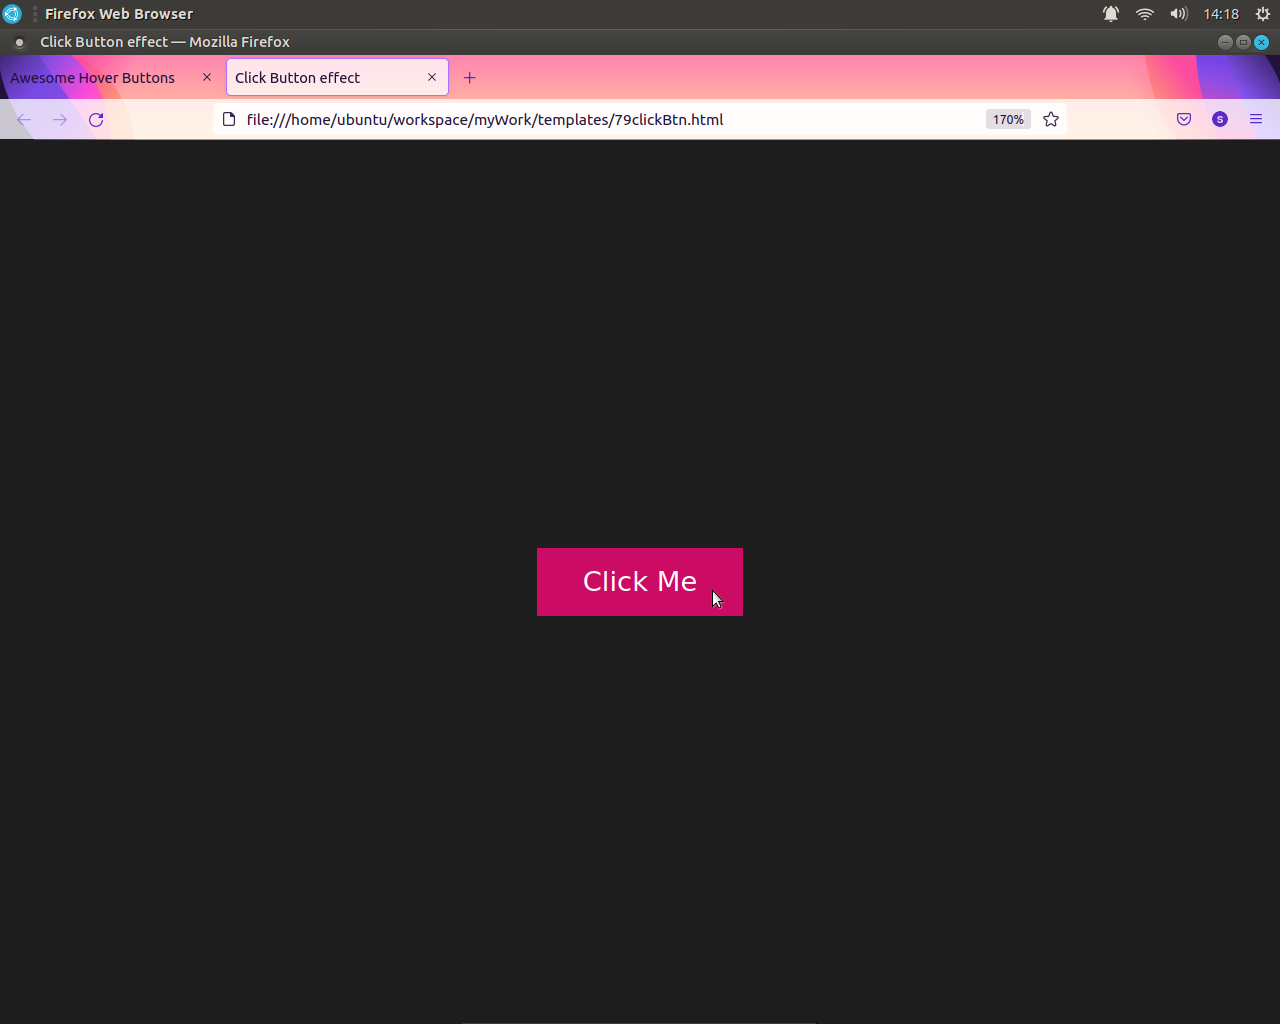 Firefox Web Browser
14:18
Click Button effect — Mozilla Firefox
Awesome Hover Buttons
Click Button effect
file:///home/ubuntu/workspace/myWork/templates/79clickBtn.html
170%
S
Click Me